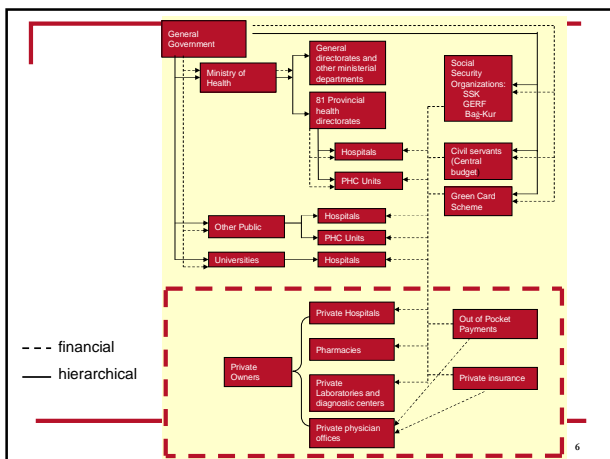 General
Government
Ministry of
Health
General
directorates and
other ministerial
departments
81 Provincial
health
directorates
Hospitals
PHC Units
Social
Security
Organizations:
SSK
GERF
Bağ-Kur
Civil servants
(Central
budget)
Green Card
Scheme
Other Public
Hospitals
PHC Units
Universities
Hospitals
Private Hospitals
Pharmacies
Private
Owners
Private
Laboratories and
diagnostic centers
Private physician
offices
Out of Pocket
Payments
Private insurance
financial
hierarchical
6